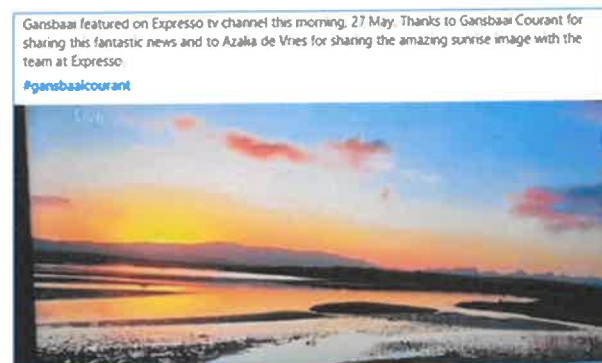 Gansbaai featured on Expresso tv channel this morning, 27 May. Thanks to Gansbaai Courant for
sharing this fantastic news and to Azalia de Vries for sharing the amazing sunrise image with the
team at Expresso.
#gansbaaicourant